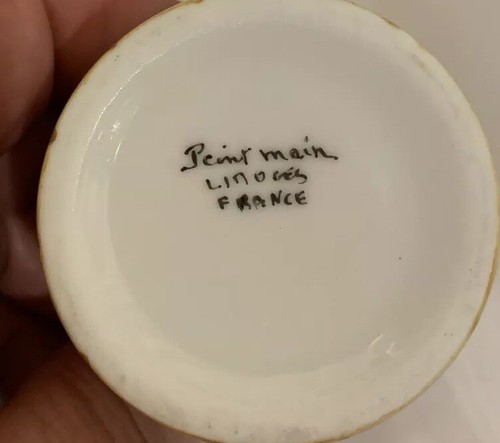 Peint main
LIMOGES
FRANCE